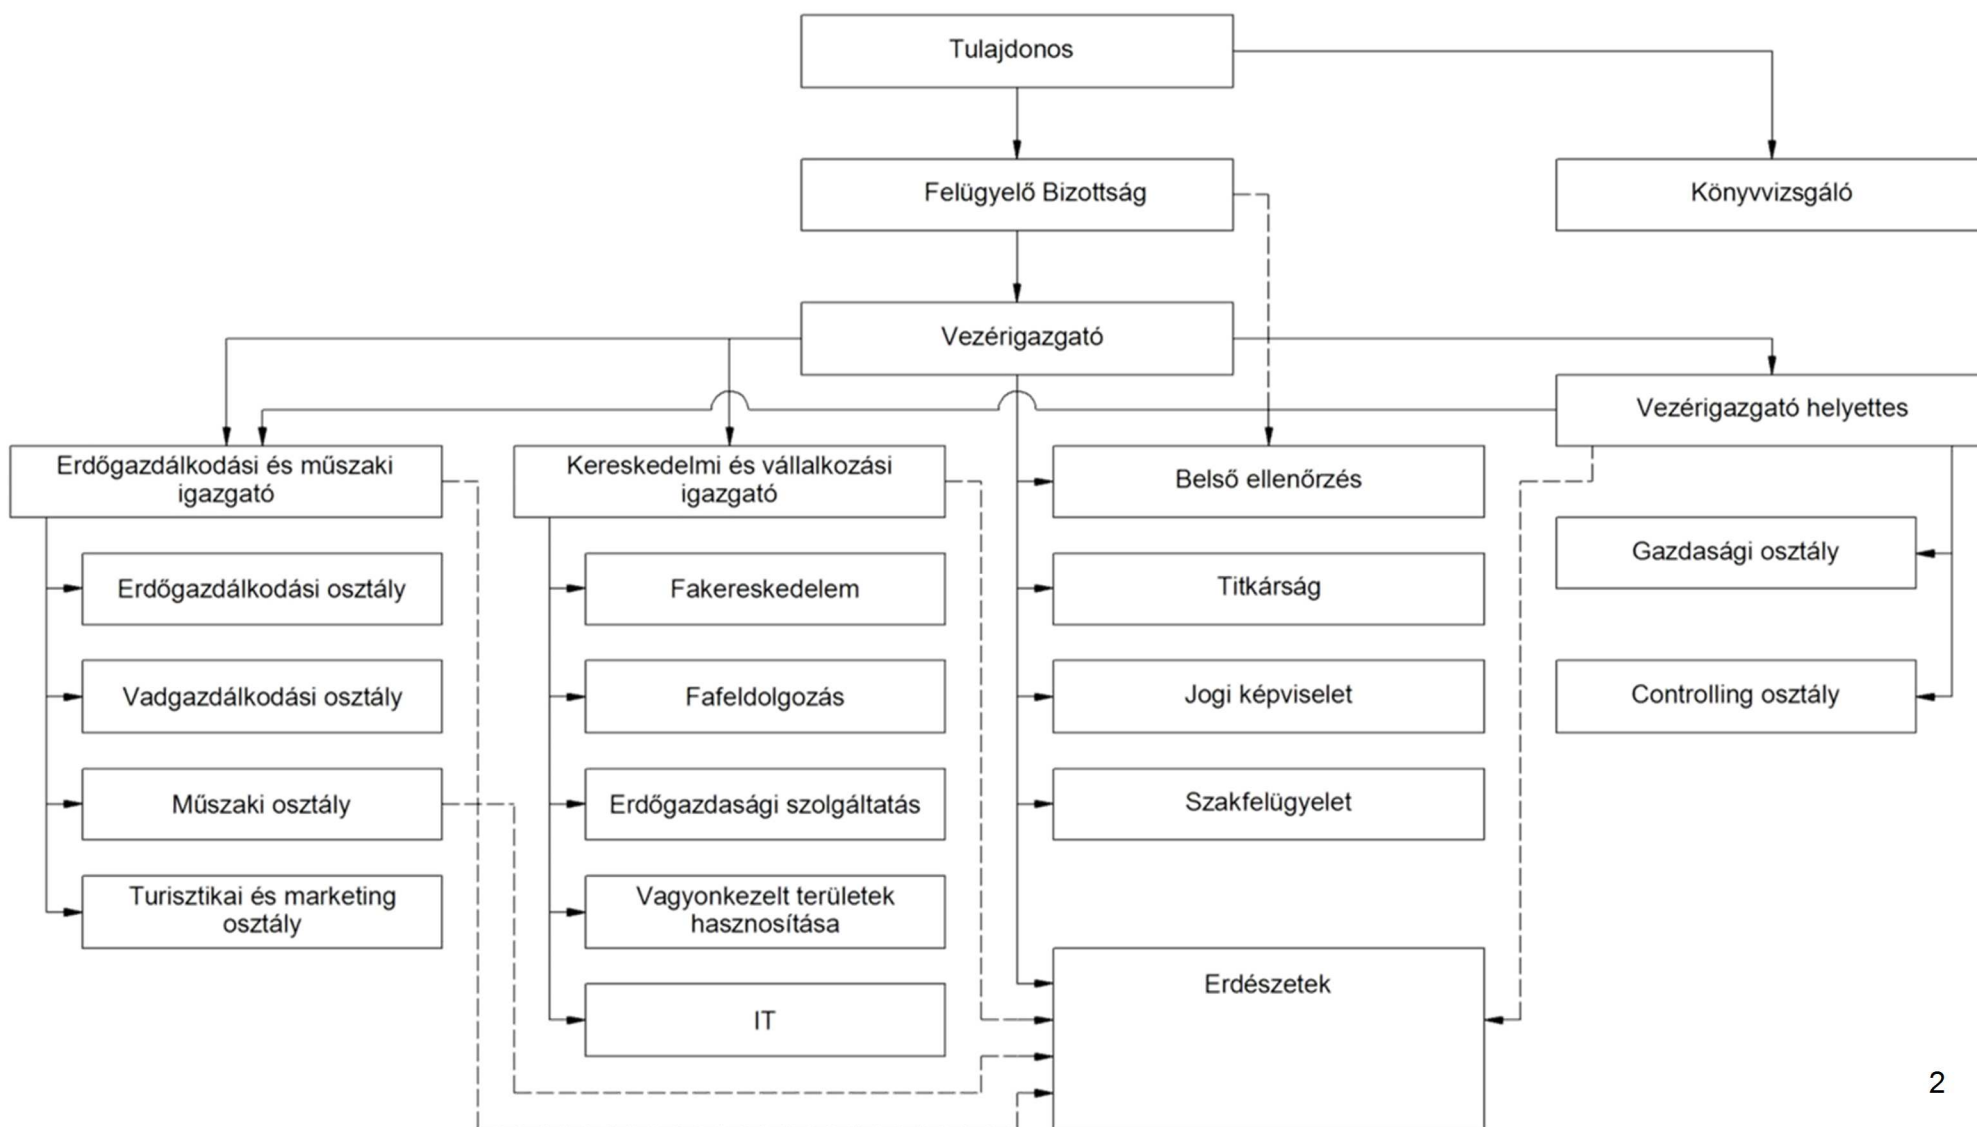 Tulajdonos
Felügyelő Bizottság
Könyvvizsgáló
Vezérigazgató
Vezérigazgató helyettes
Erdőgazdálkodási és műszaki
igazgató
Erdőgazdálkodási osztály
Vadgazdálkodási osztály
Műszaki osztály
Turisztikai és marketing
osztály
Kereskedelmi és vállalkozási
igazgató
Fakereskedelem
Fafeldolgozás
Erdőgazdasági szolgáltatás
Vagyonkezelt területek
hasznosítása
IT
Belső ellenőrzés
Titkárság
Jogi képviselet
Szakfelügyelet
Erdészetek
Gazdasági osztály
Controlling osztály
2